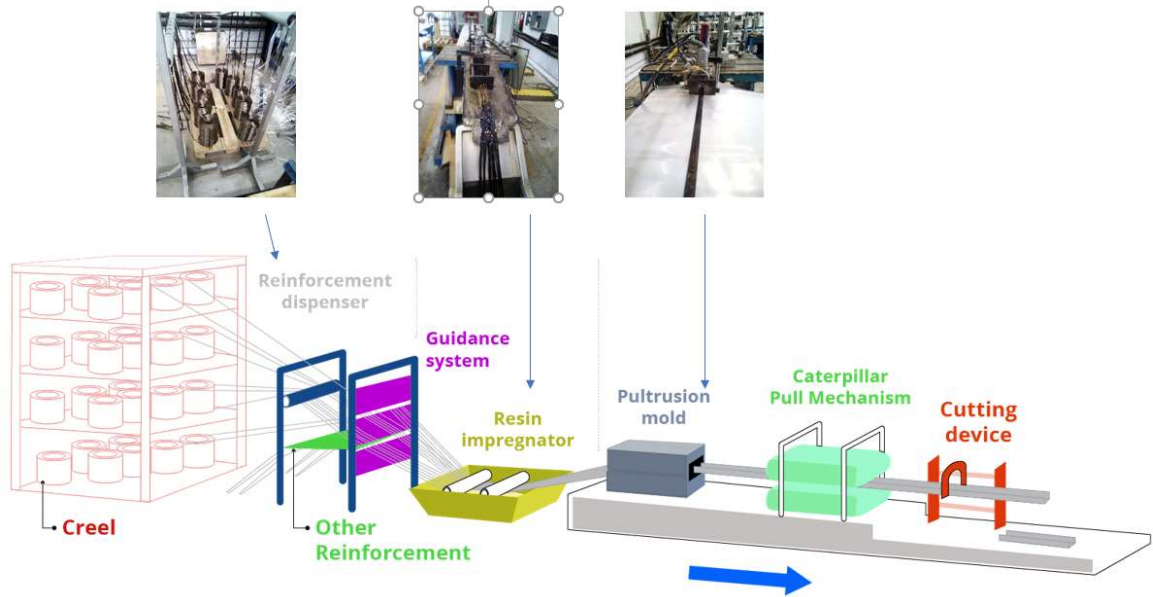 Reinforcement
dispenser
Guidance
system
Resin
impregnator
Pultrusion
mold
Caterpillar
Pull Mechanism
Cutting
device
Creel
Other
Reinforcement